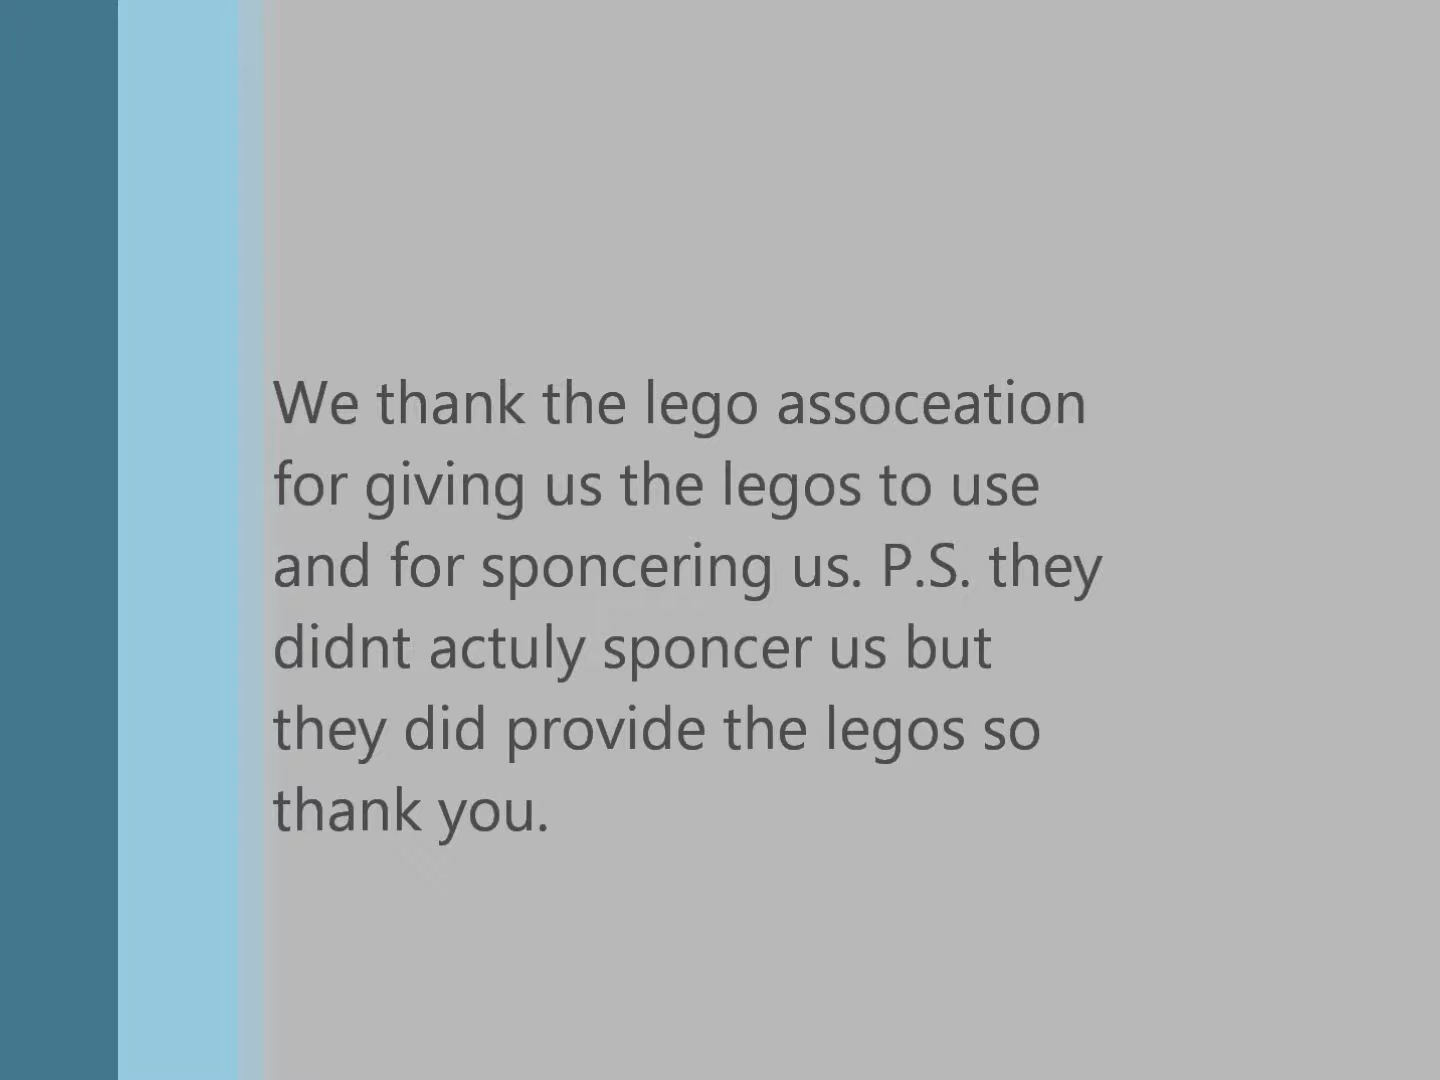 We thank the lego assoceation
for giving us the legos to use
and for sponcering us. P.S. they
didnt actuly sponcer us but
they did provide the legos so
thank you.